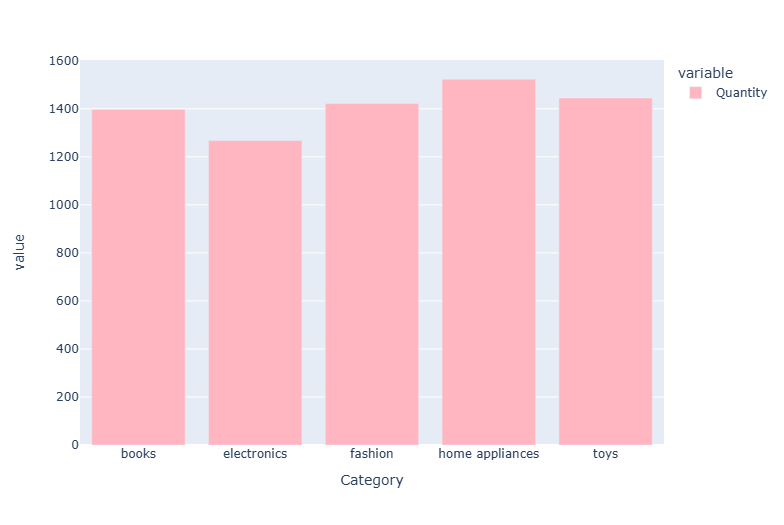 1600
1400
1200
1000
800
600
400
200
0
value
books electronics fashion home appliances toys
Category
variable
Quantity